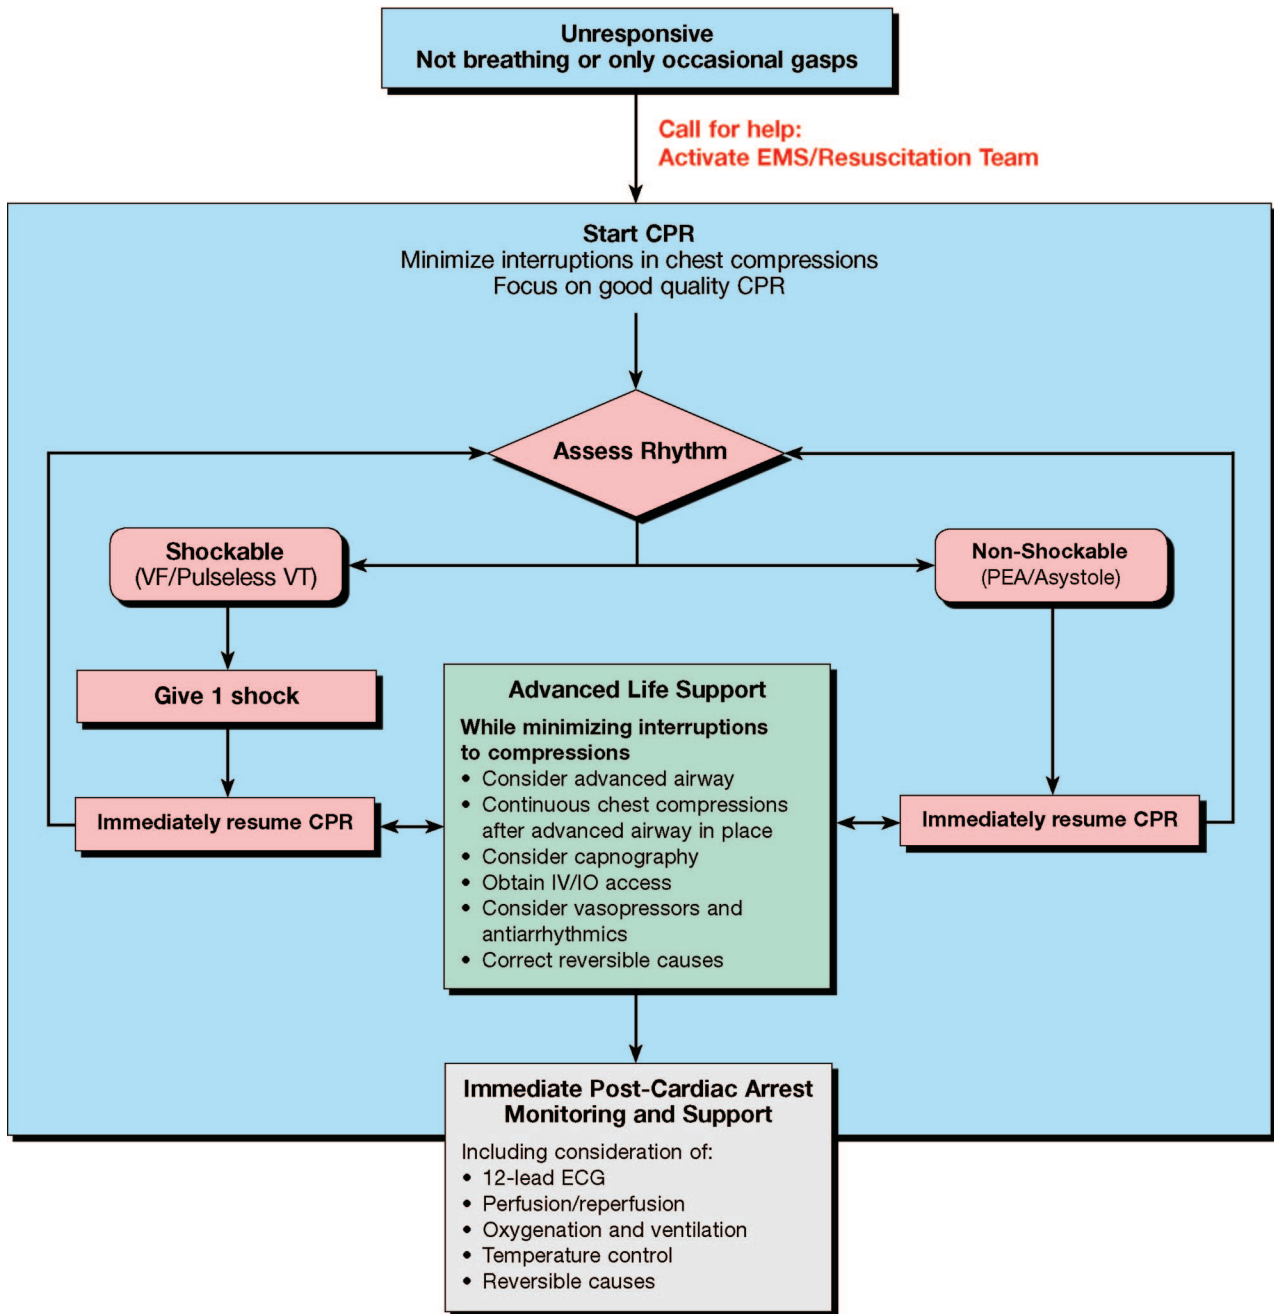 Unresponsive
Not breathing or only occasional gasps
Call for help:
Activate EMS/Resuscitation Team
Start CPR
Minimize interruptions in chest compressions
Focus on good quality CPR
Assess Rhythm
Shockable
(VF/Pulseless VT)
Non-Shockable
(PEA/Asystole)
Give 1 shock
Immediately resume CPR
Advanced Life Support
While minimizing interruptions
to compressions
• Consider advanced airway
• Continuous chest compressions
after advanced airway in place
• Consider capnography
• Obtain IV/IO access
• Consider vasopressors and
antiarrhythmics
• Correct reversible causes
Immediately resume CPR
Immediate Post-Cardiac Arrest
Monitoring and Support
Including consideration of:
• 12-lead ECG
• Perfusion/reperfusion
• Oxygenation and ventilation
• Temperature control
• Reversible causes